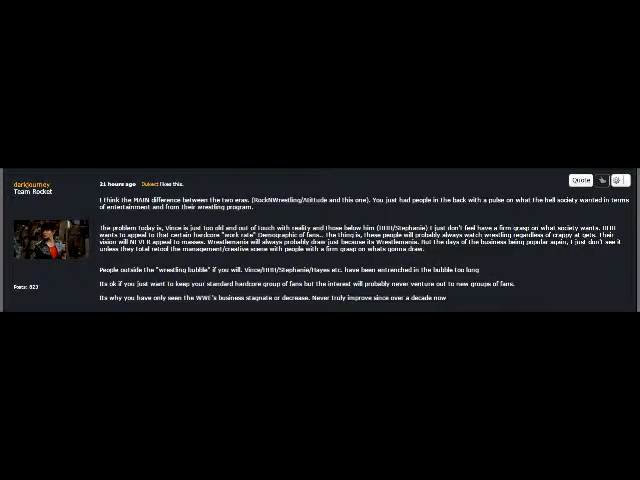 darkjourney
Team Rocket
21 hours ago Dukect likes this.
Quote
I think the MAIN difference between the two eras. (RocknWrestling/Attitude and this one). You just had people in the back with a pulse on what the hell society wanted in terms
of entertainment and from their wrestling program.
The problem today is, Vince is just too old and out of touch with reality and those below him (HHH/Stephanie) I just don't feel have a firm grasp on what society wants. HHH
wants to appeal to that certain hardcore "work rate" Demographic of fans.. The thing is, these people will probably always watch wrestling regardless of crappy at gets. Their
vision will NEVER appeal to masses. Wrestlemania will always probably draw just because its Wrestlemania. But the days of the business being popular again, I just don't see it
unless they total retool the management/creative scene with people with a firm grasp on whats gonna draw.
People outside the "wrestling bubble" if you will. Vince/HHH/Stephanie/Hayes etc. have been entrenched in the bubble too long
Posts: 823
Its ok if you just want to keep your standard hardcore group of fans but the interest will probably never venture out to new groups of fans.
Its why you have only seen the WWE's business stagnate or decrease. Never truly improve since over a decade now